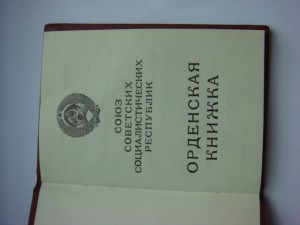 СОЮЗ
СОВЕТСКИХ
СОЦИАЛИСТИЧЕСКИХ
РЕСПУБЛИК
ОРДЕНСКАЯ
КНИЖКА